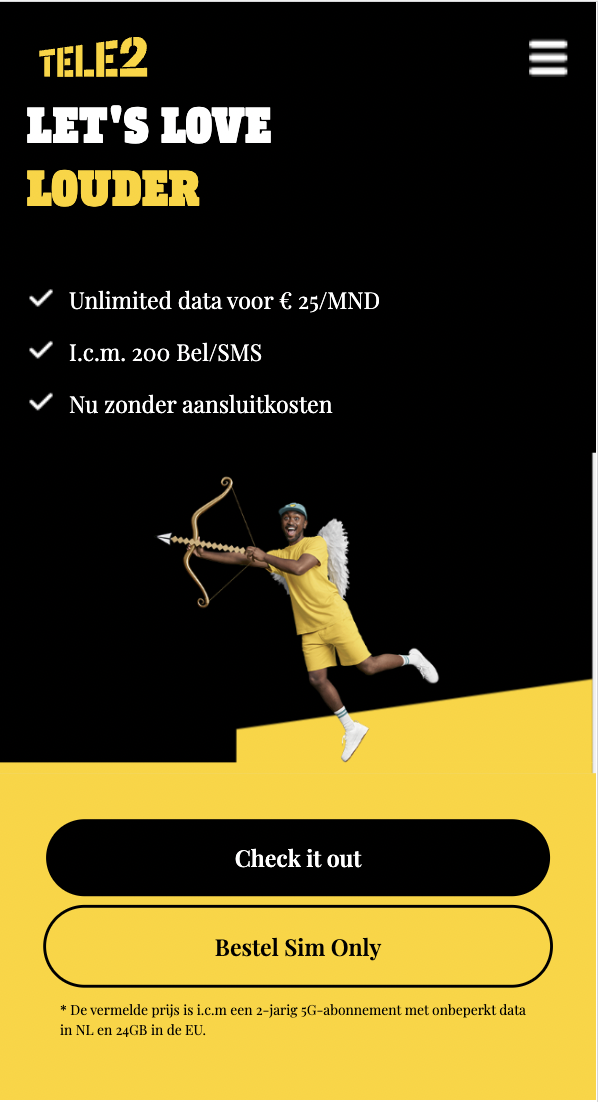 TELE2
LET'S LOVE
LOUDER
Unlimited data voor € 25/MND
I.c.m. 200 Bel/SMS
Nu zonder aansluitkosten
Check it out
Bestel Sim Only
* De vermelde prijs is i.c.m een 2-jarig 5G-abonnement met onbeperkt data
in NL en 24GB in de EU.